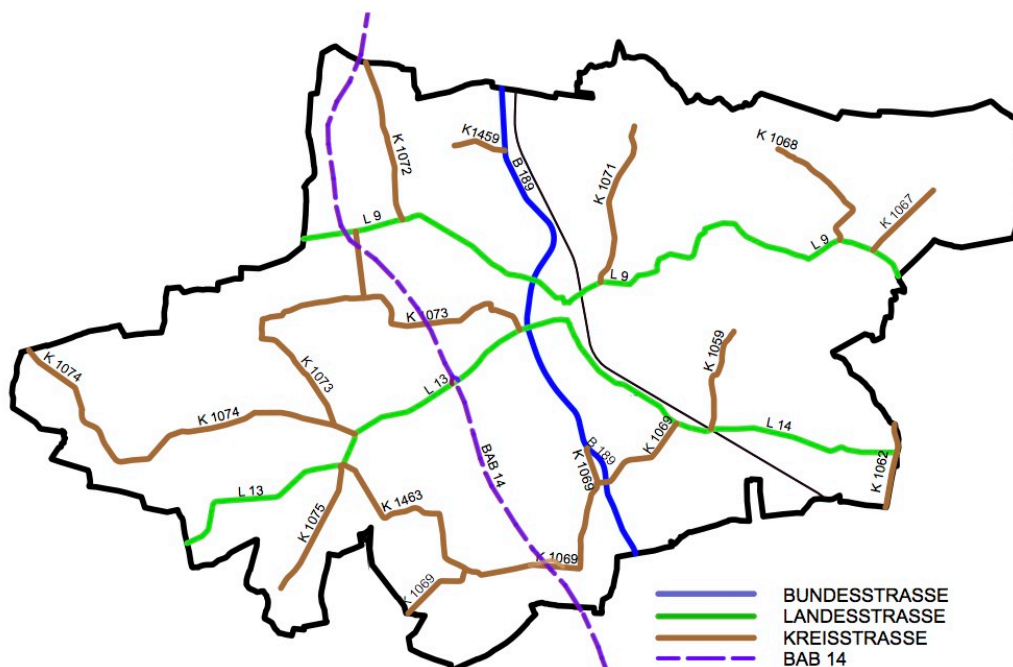 K 1072
K1459
B 189
K 1071
K 1068
K 1067
L 9
L 9
L 9
K 1073
K 1059
K 1074
K 1073
L 13
K 1074
L 14
K 1069
B 189
K 1069
K 1062
BAB 14
L 13
K 1463
K 1075
K 1069
K 1069
BUNDESSTRASSE
LANDESSTRASSE
KREISSTRASSE
BAB 14